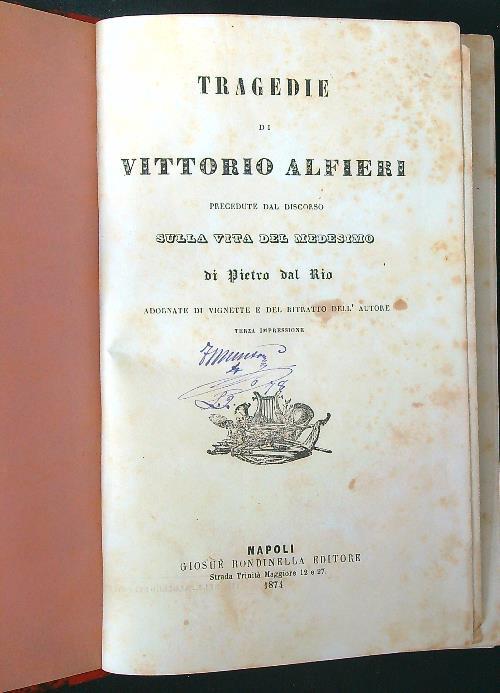 TRAGEDIE
DI
VITTORIO ALFIERI
PRECEDUTE DAL DISCORSO
SULLA VITA DEL MEDESIMO
di Pietro dal Rio
ADORNATE DI VIGNETTE E DEL RITRATTO DELL' AUTORE
TERZA IMPRESSIONE
NAPOLI
GIOSUÈ RONDINELLA EDITORE
Strada Trinità Maggiore 12 e 27.
1871